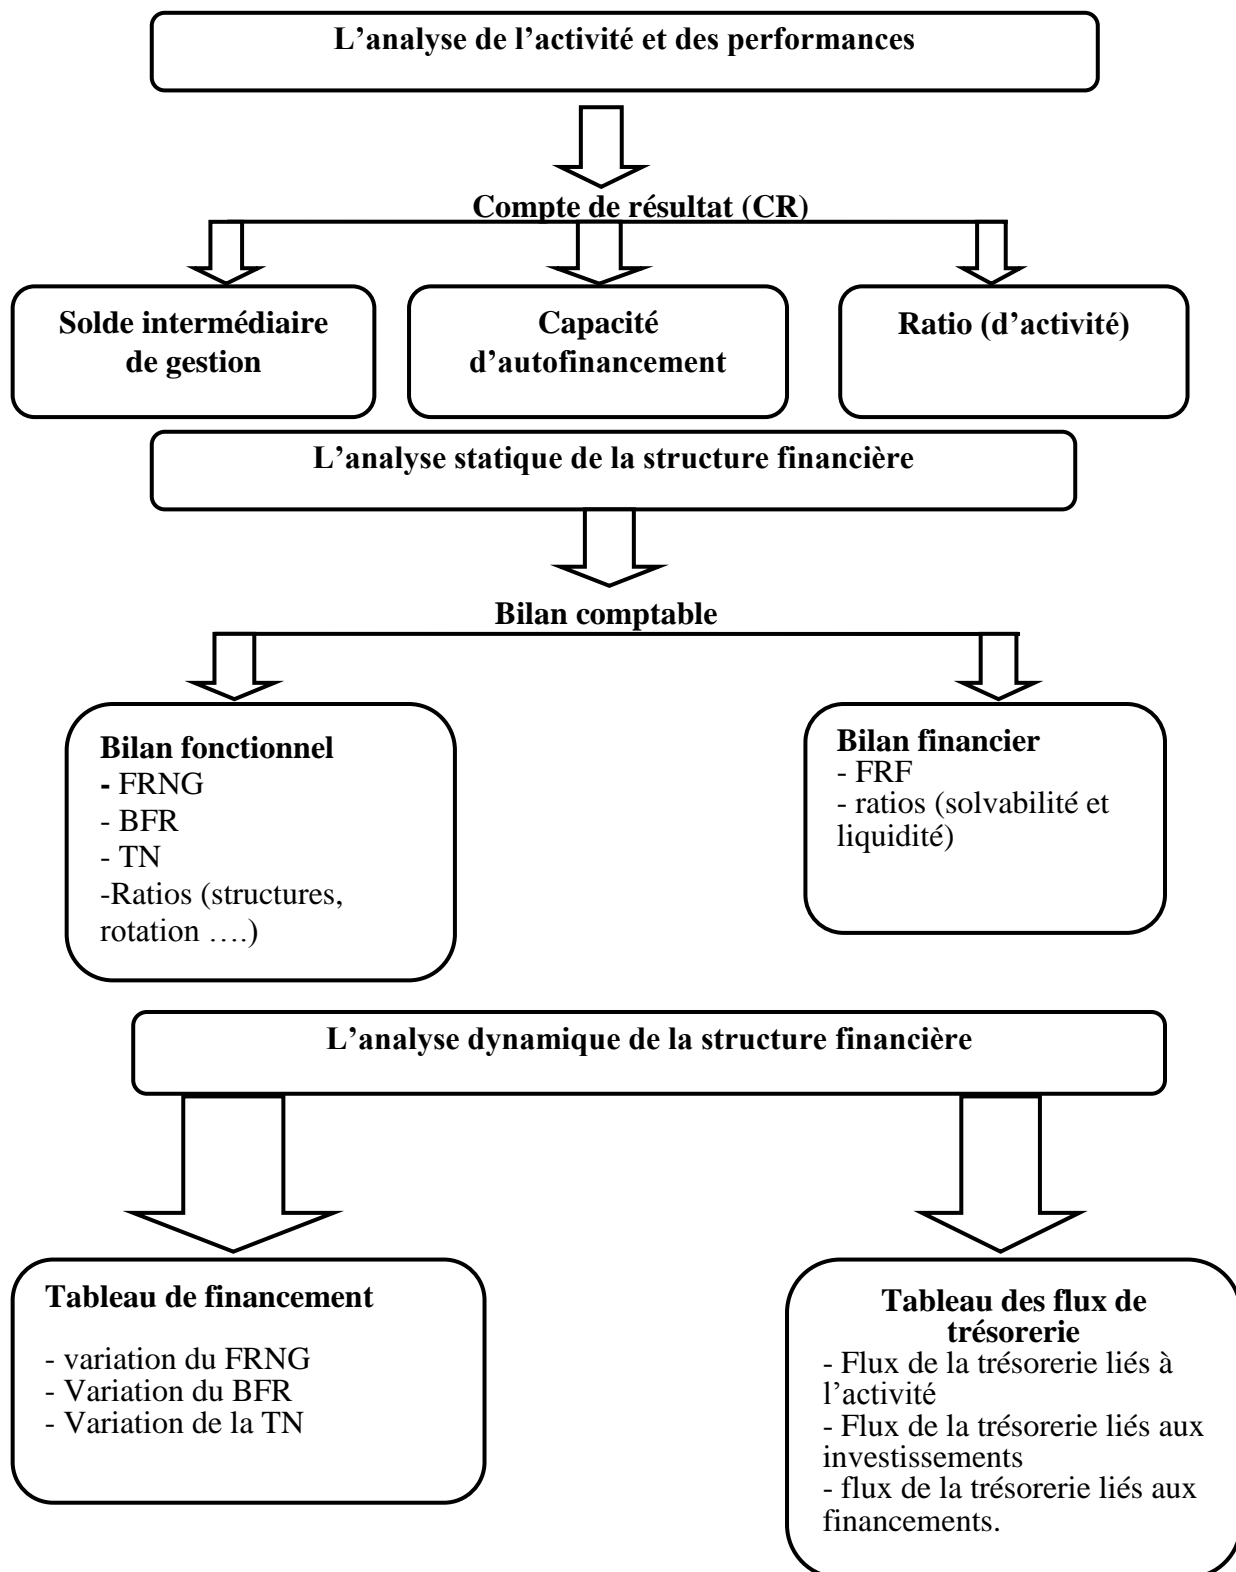 L’analyse de l’activité et des performances
Compte de résultat (CR)
Solde intermédiaire
de gestion
Capacité
d’autofinancement
Ratio (d’activité)
L’analyse statique de la structure financière
Bilan comptable
Bilan fonctionnel
- FRNG
- BFR
- TN
-Ratios (structures,
rotation ….)
Bilan financier
- FRF
- ratios (solvabilité et
liquidité)
L’analyse dynamique de la structure financière
Tableau de financement
- variation du FRNG
- Variation du BFR
- Variation de la TN
Tableau des flux de
trésorerie
- Flux de la trésorerie liés à
l’activité
- Flux de la trésorerie liés aux
investissements
- flux de la trésorerie liés aux
financements.